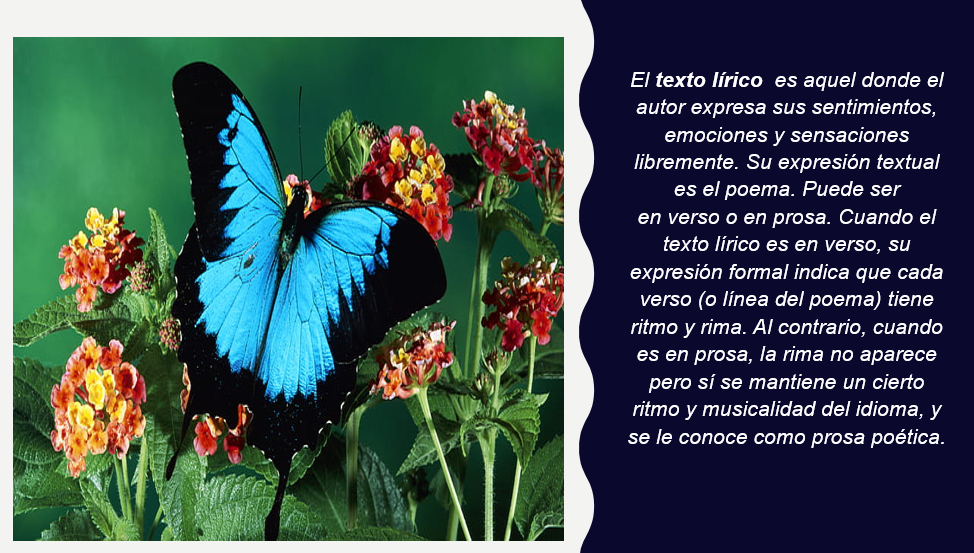 El texto lírico es aquel donde el
autor expresa sus sentimientos,
emociones y sensaciones
libremente. Su expresión textual
es el poema. Puede ser
en verso o en prosa. Cuando el
texto lírico es en verso, su
expresión formal indica que cada
verso (o línea del poema) tiene
ritmo y rima. Al contrario, cuando
es en prosa, la rima no aparece
pero sí se mantiene un cierto
ritmo y musicalidad del idioma, y
se le conoce como prosa poética.